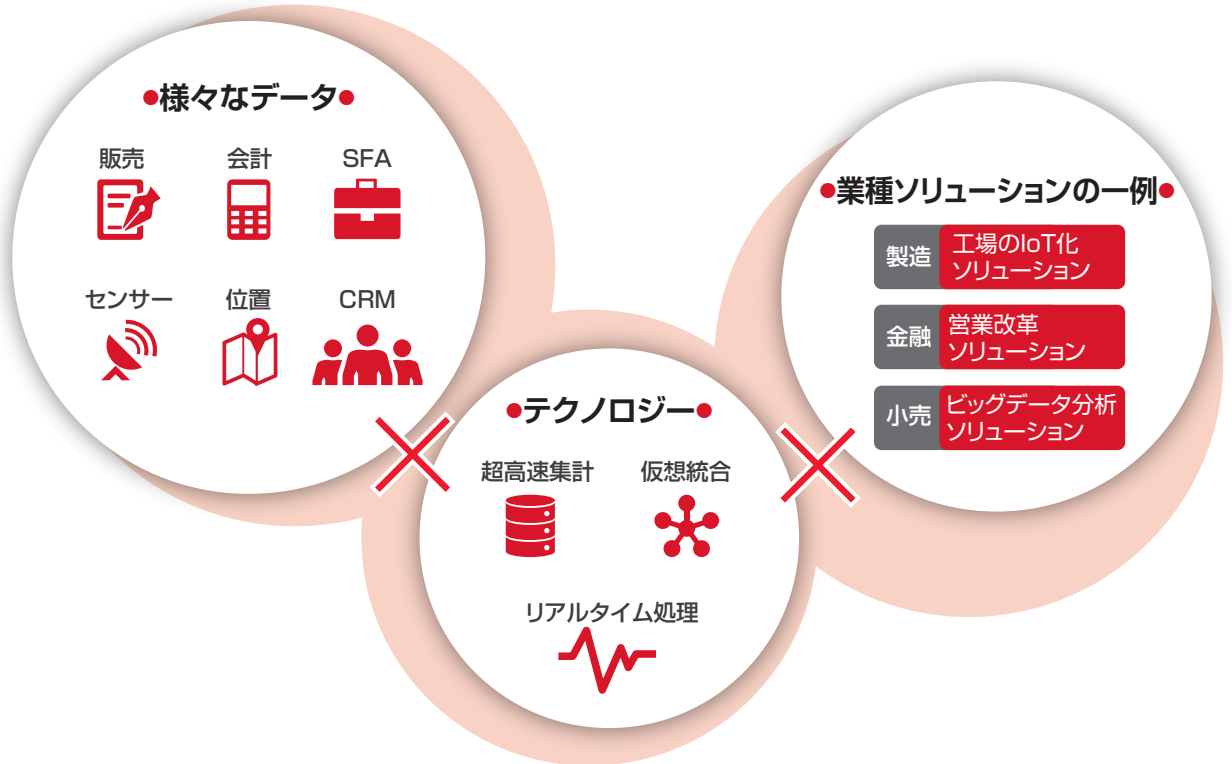 ●様々なデータ●
販売
会計
SFA
センサー
位置
CRM
●テクノロジー●
超高速集計
仮想統合
リアルタイム処理
●業種ソリューションの一例●
製造
工場のIoT化
ソリューション
金融
営業改革
ソリューション
小売
ビッグデータ分析
ソリューション